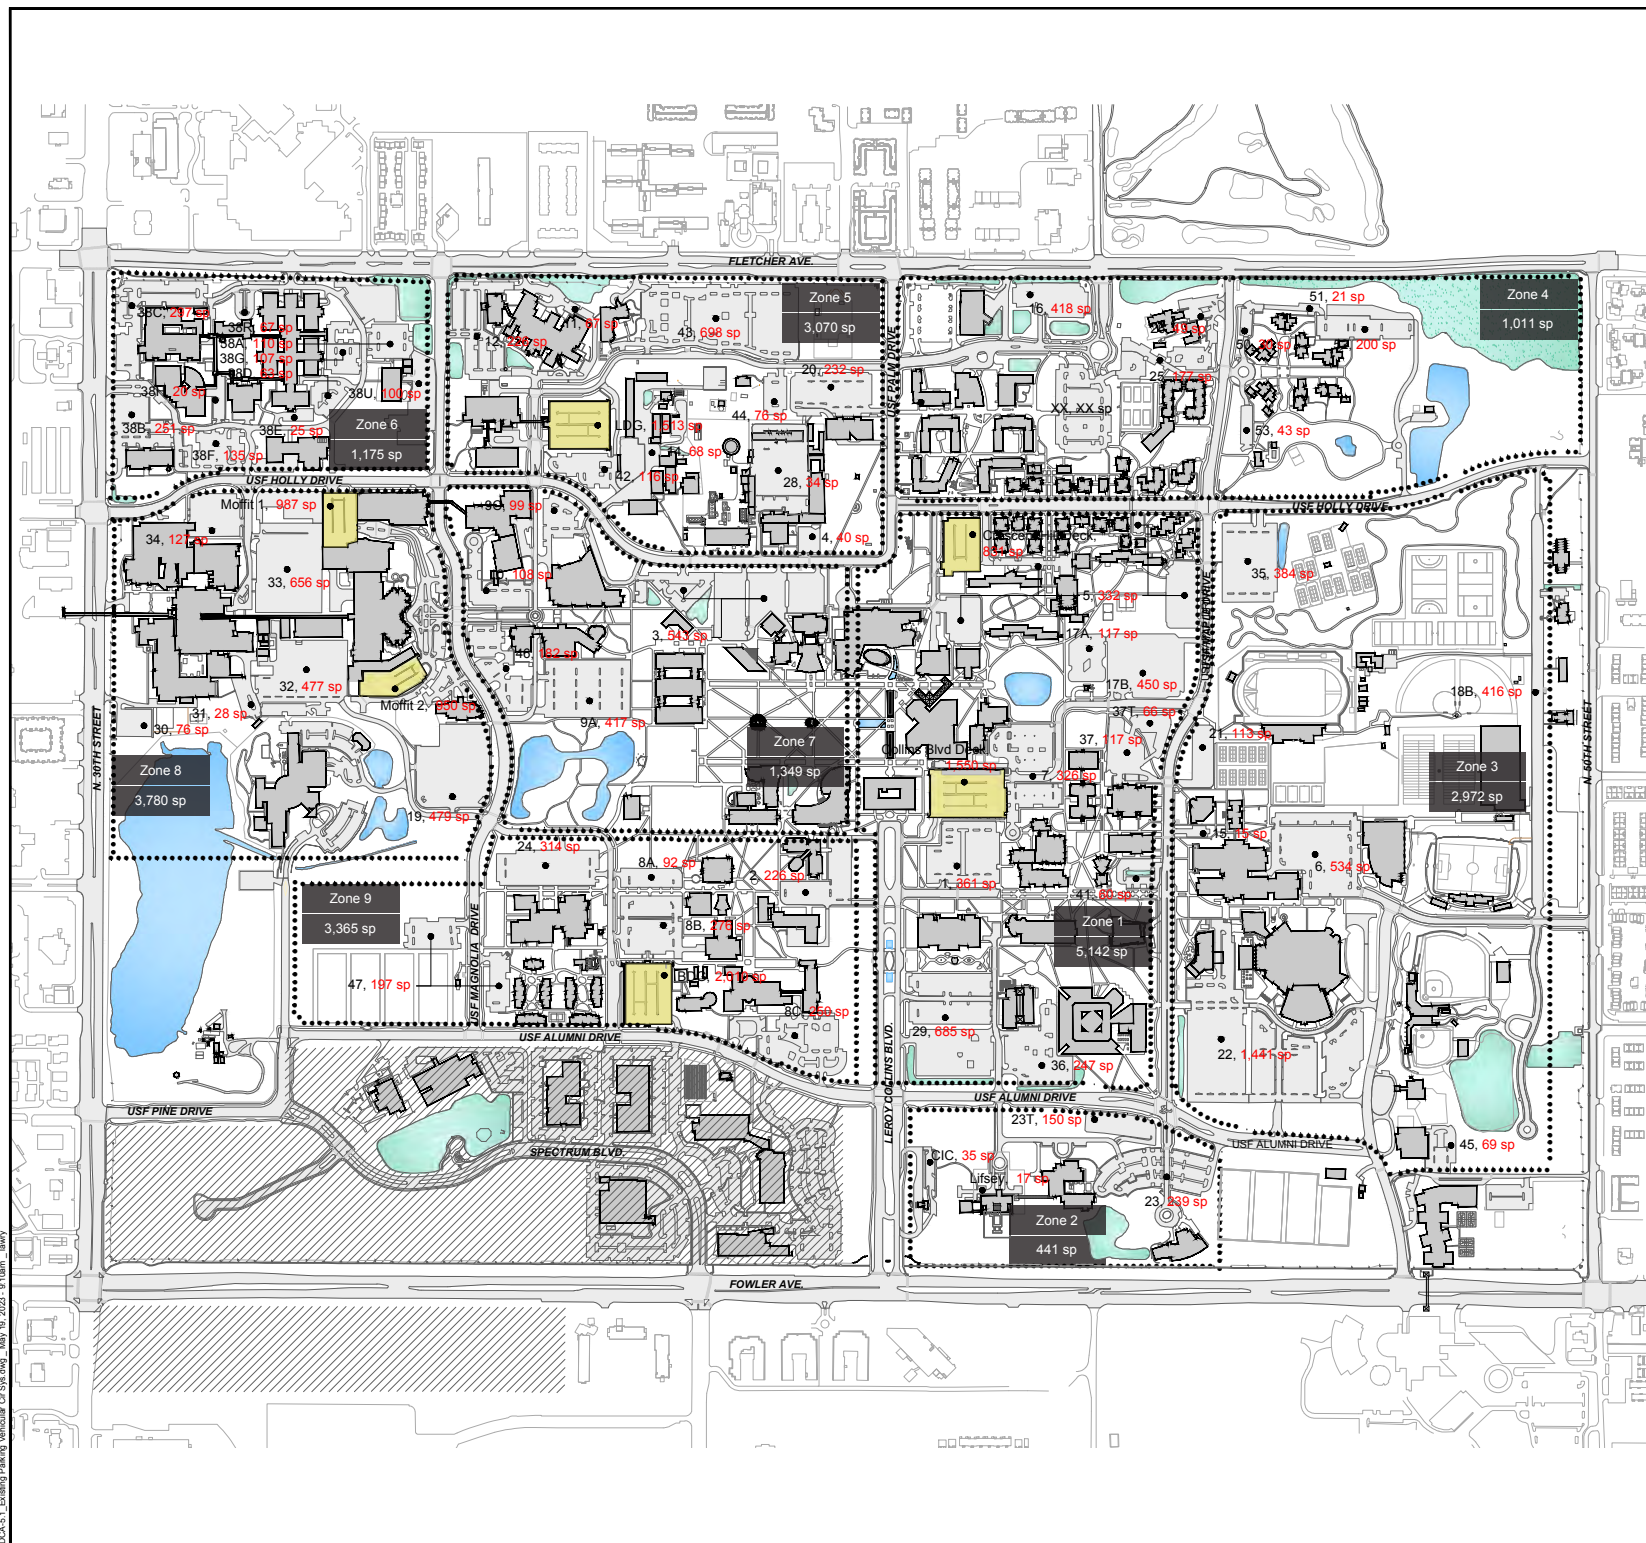 FLETCHER AVE.
Zone 5
3,070 sp
Zone 4
1,011 sp
51, 21 sp
16, 418 sp
38C, 297 sp
38R, 67 sp
38A, 110 sp
38G, 107 sp
38D, 63 sp
38H, 20 sp
38U, 100 sp
11, 67 sp
43, 698 sp
200 sp
20, 232 sp
25, 177 sp
44, 76 sp
XX, XX sp
38B, 251 sp
38E, 25 sp
38F, 135 sp
Zone 6
1,175 sp
LDG, 1,513 sp
68 sp
53, 43 sp
USF PALM DRIVE
42, 116 sp
28, 34 sp
USF HOLLY DRIVE
Moffit 1, 987 sp
99 sp
USF HOLLY DRIVE
34, 127 sp
4, 40 sp
33, 656 sp
108 sp
35, 384 sp
5, 332 sp
3, 543 sp
17A, 117 sp
46, 182 sp
32, 477 sp
17B, 450 sp
18B, 416 sp
Moffit 2,
31, 28 sp
30, 76 sp
9A, 417 sp
37T, 66 sp
37, 117 sp
21, 113 sp
N. 30TH STREET
N. 50TH STREET
Zone 7
1,349 sp
Collins Blvd Deck,
1,550 sp
7, 326 sp
Zone 8
3,780 sp
Zone 3
2,972 sp
19, 479 sp
15, 15 sp
24, 314 sp
8A, 92 sp
2, 226 sp
1, 361 sp
6, 534 sp
Zone 9
3,365 sp
USF MAGNOLIA DRIVE
8B, 276 sp
Zone 1
5,142 sp
47, 197 sp
8C, 250 sp
29, 685 sp
22, 1,441 sp
36, 247 sp
USF ALUMNI DRIVE
LEROY COLLINS BLVD.
USF ALUMNI DRIVE
USF PINE DRIVE
23T, 150 sp
USF ALUMNI DRIVE
45, 69 sp
SPECTRUM BLVD.
CIC, 35 sp
Lifsey, 17 sp
23, 239 sp
Zone 2
441 sp
FOWLER AVE.